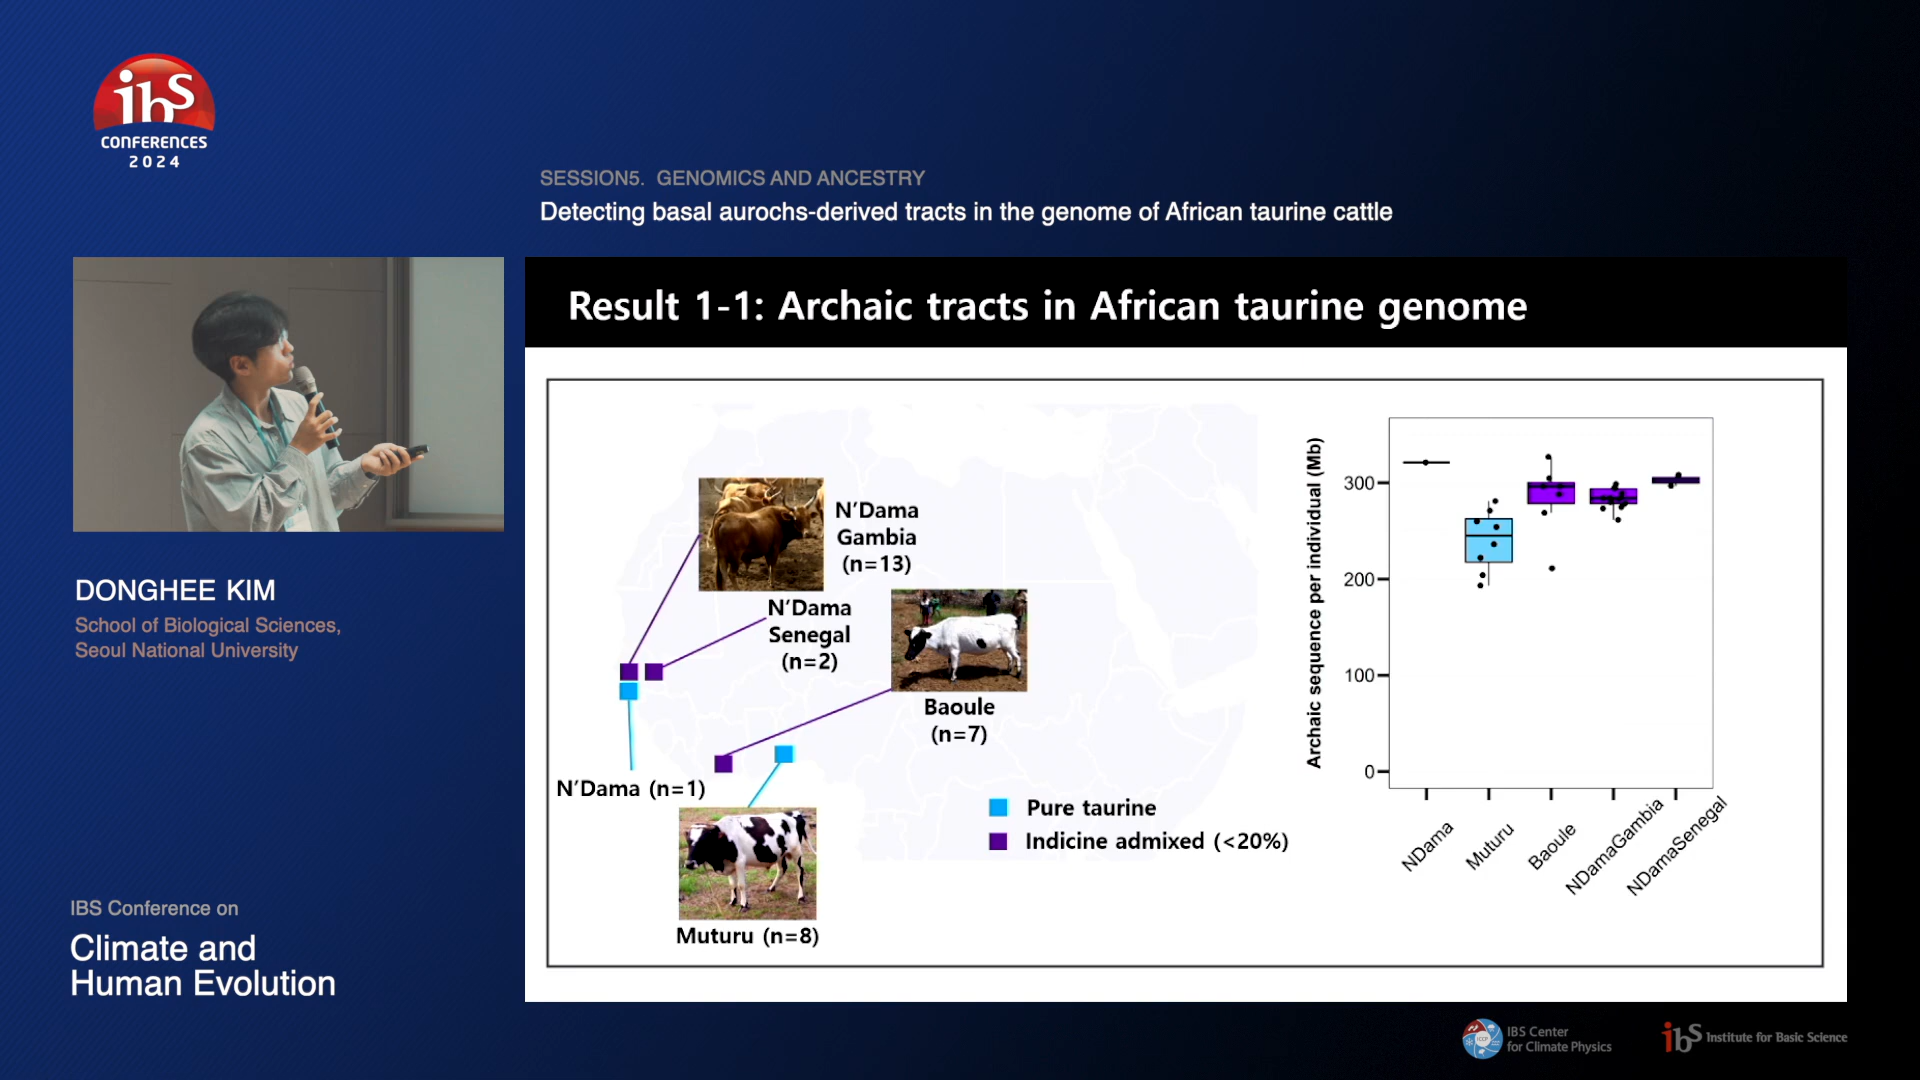 ibs
CONFERENCES
2024
SESSION5. GENOMICS AND ANCESTRY
Detecting basal aurochs-derived tracts in the genome of African taurine cattle
DONGHEE KIM
School of Biological Sciences,
Seoul National University
IBS Conference on
Climate and
Human Evolution
Result 1-1: Archaic tracts in African taurine genome
N'Dama
Gambia
(n=13)
N'Dama
Senegal
(n=2)
Baoule
(n=7)
N'Dama (n=1)
Muturu (n=8)
Pure taurine
Indicine admixed (<20%)
Archaic sequence per individual (Mb)
300
200
100
0
NDama
Muturu
Baoule
NDamaGambia
NDamaSenegal
ICCP
IBS Center
for Climate Physics
ibs Institute for Basic Science